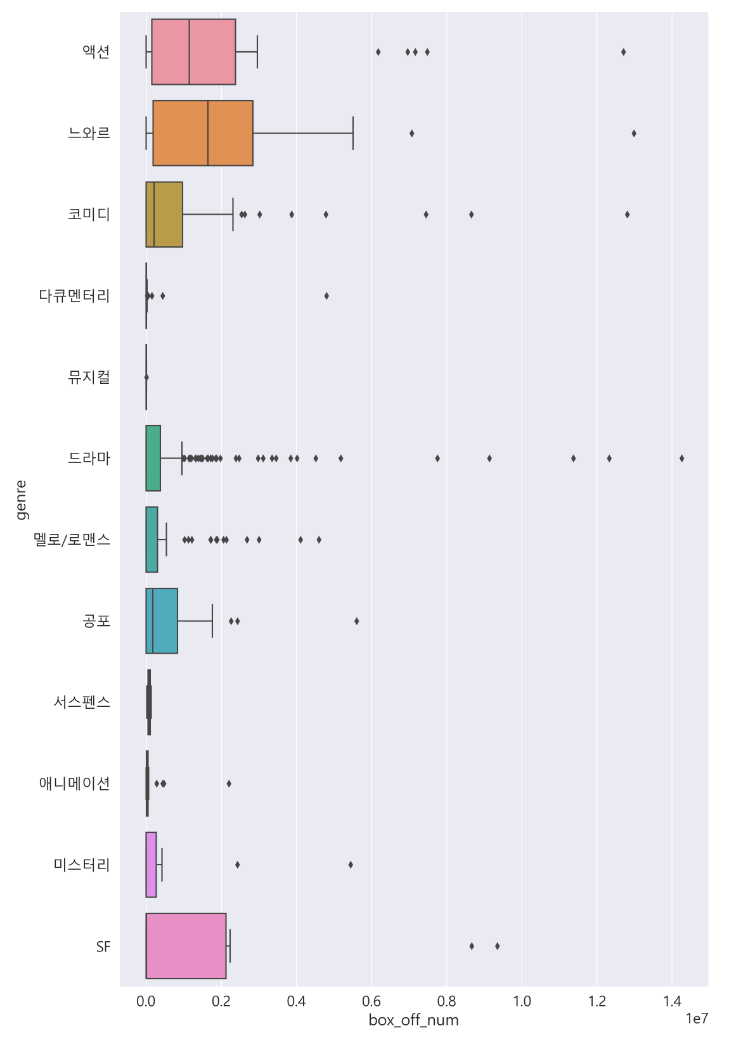 액션
느와르
코미디
다큐멘터리
뮤지컬
드라마
genre
멜로/로맨스
공포
서스펜스
애니메이션
미스터리
SF
0.0 0.2 0.4 0.6 0.8 1.0 1.2 1.4
box_off_num 1e7